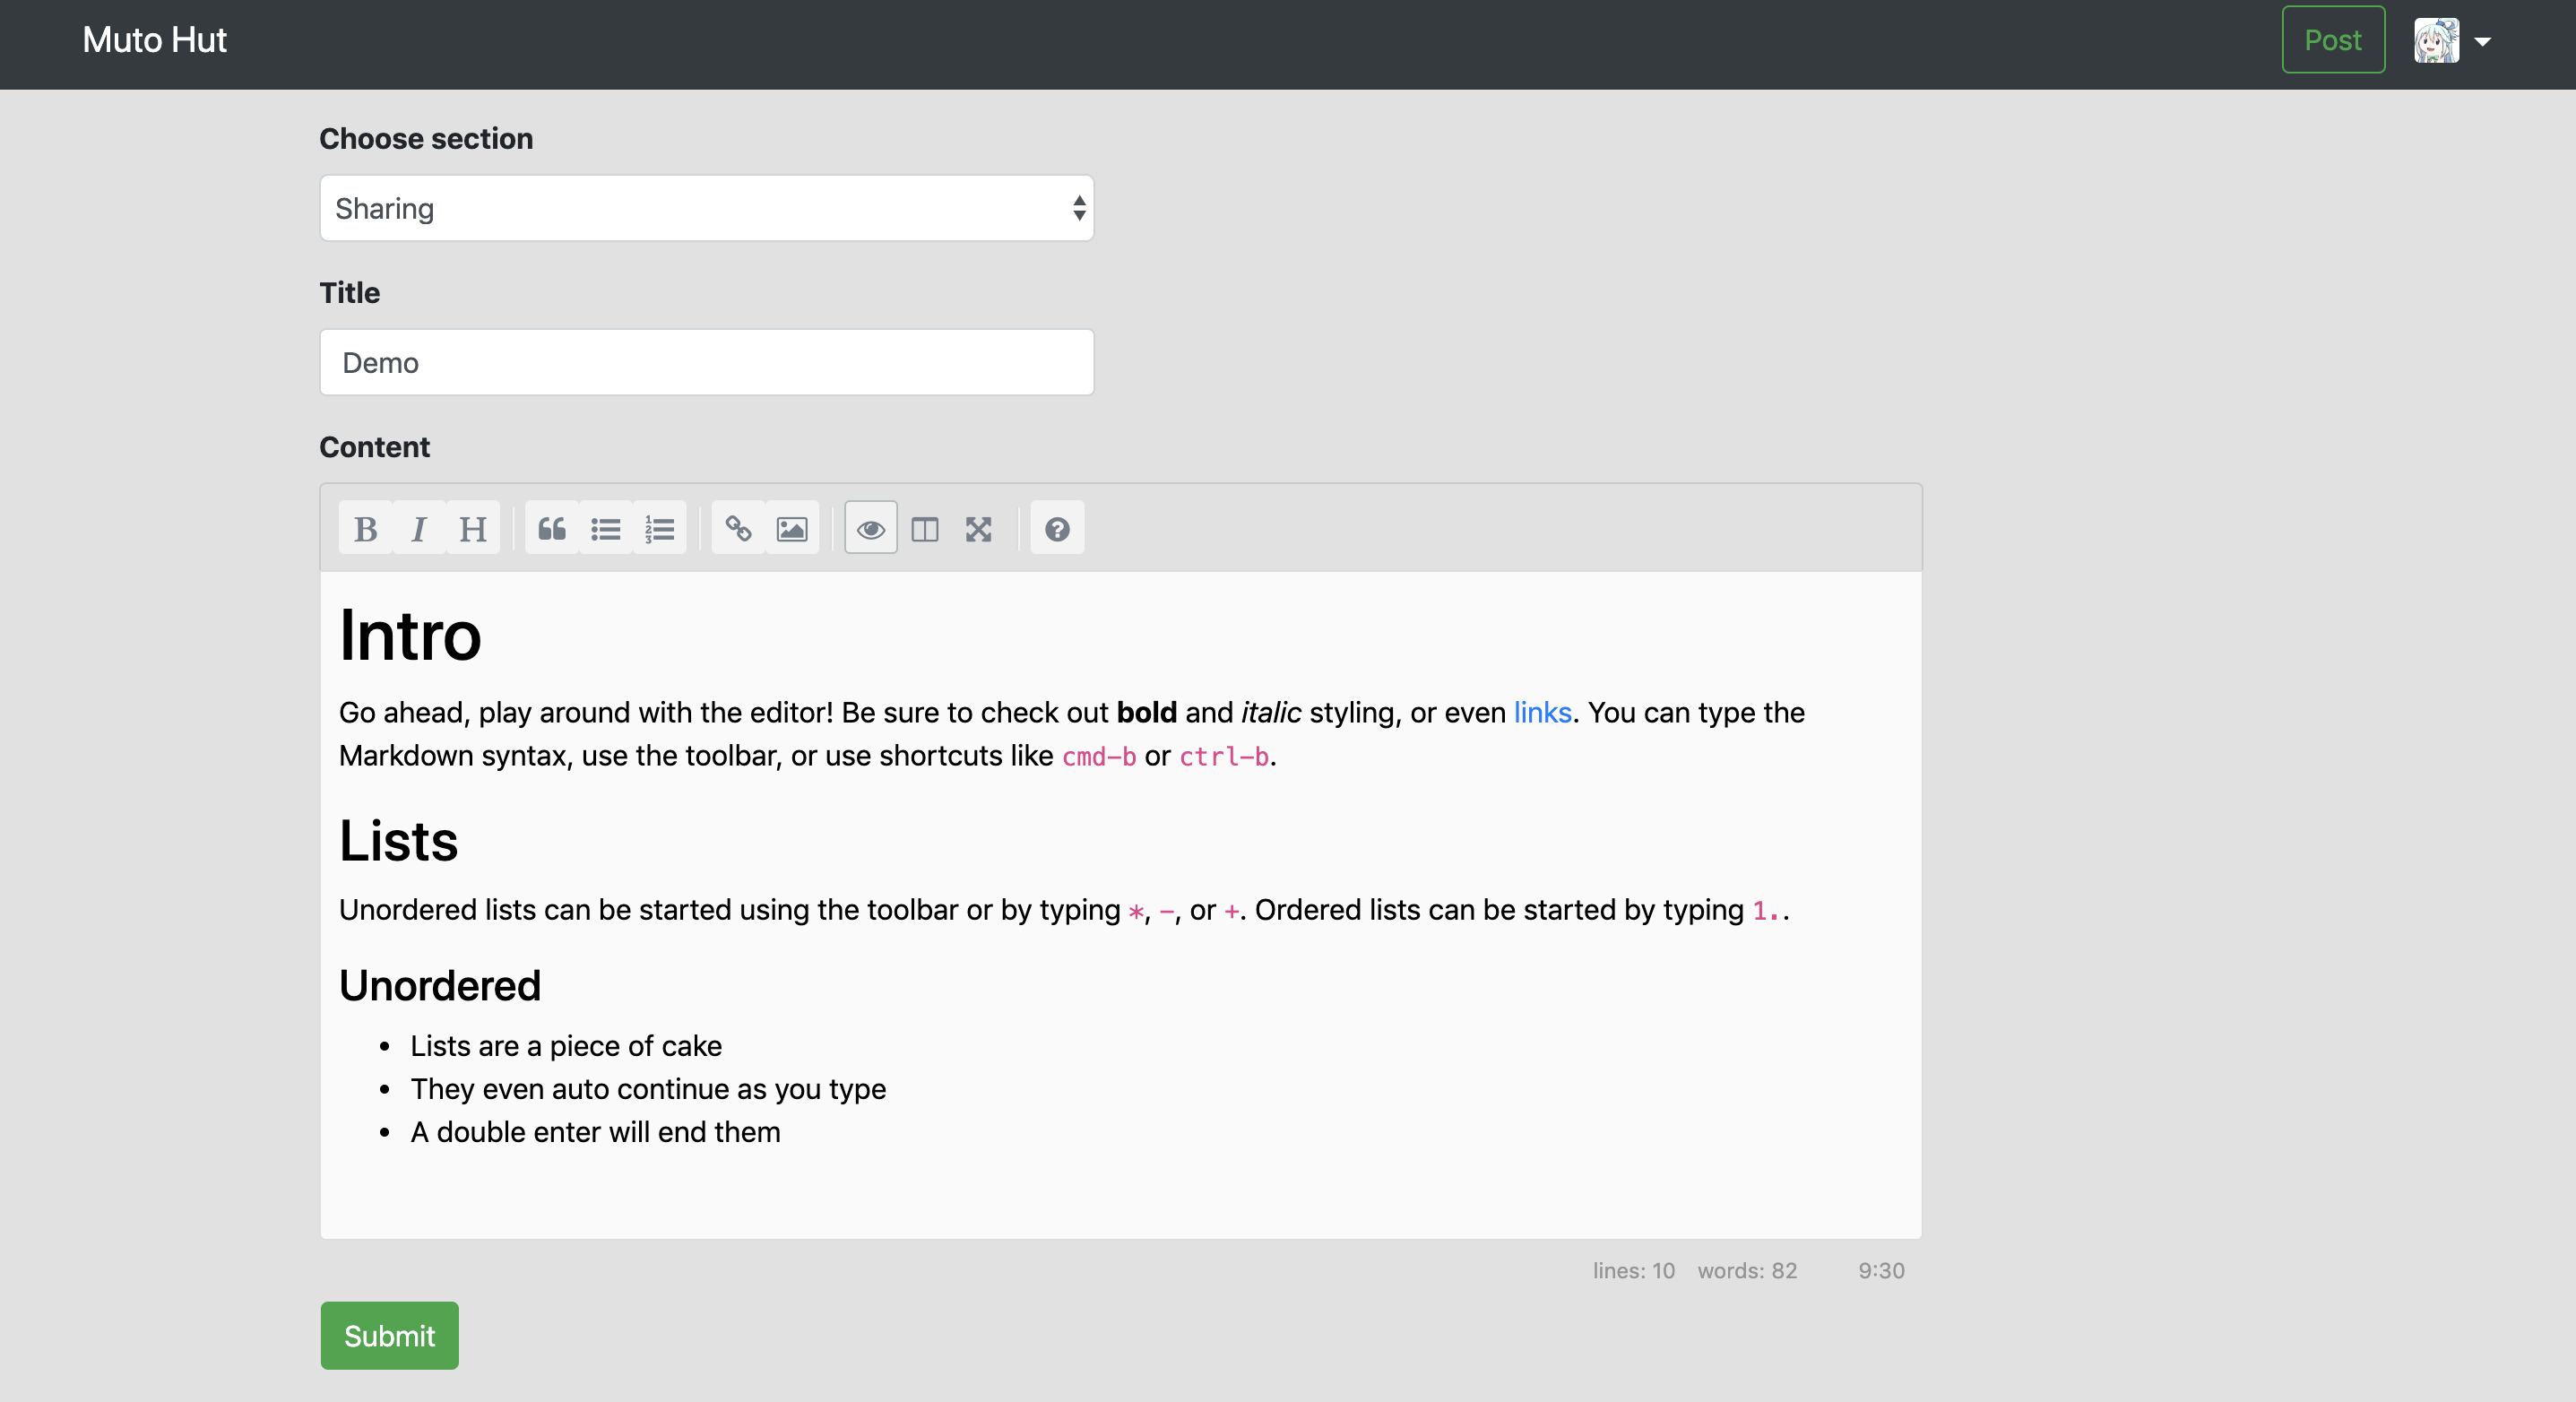 Muto Hut
Post
Choose section
Sharing
Title
Demo
Content
B I H
Intro
Go ahead, play around with the editor! Be sure to check out bold and italic styling, or even links. You can type the
Markdown syntax, use the toolbar, or use shortcuts like cmd-b or ctrl-b.
Lists
Unordered lists can be started using the toolbar or by typing *, -, or +. Ordered lists can be started by typing 1..
Unordered
• Lists are a piece of cake
• They even auto continue as you type
• A double enter will end them
lines: 10 words: 82 9:30
Submit